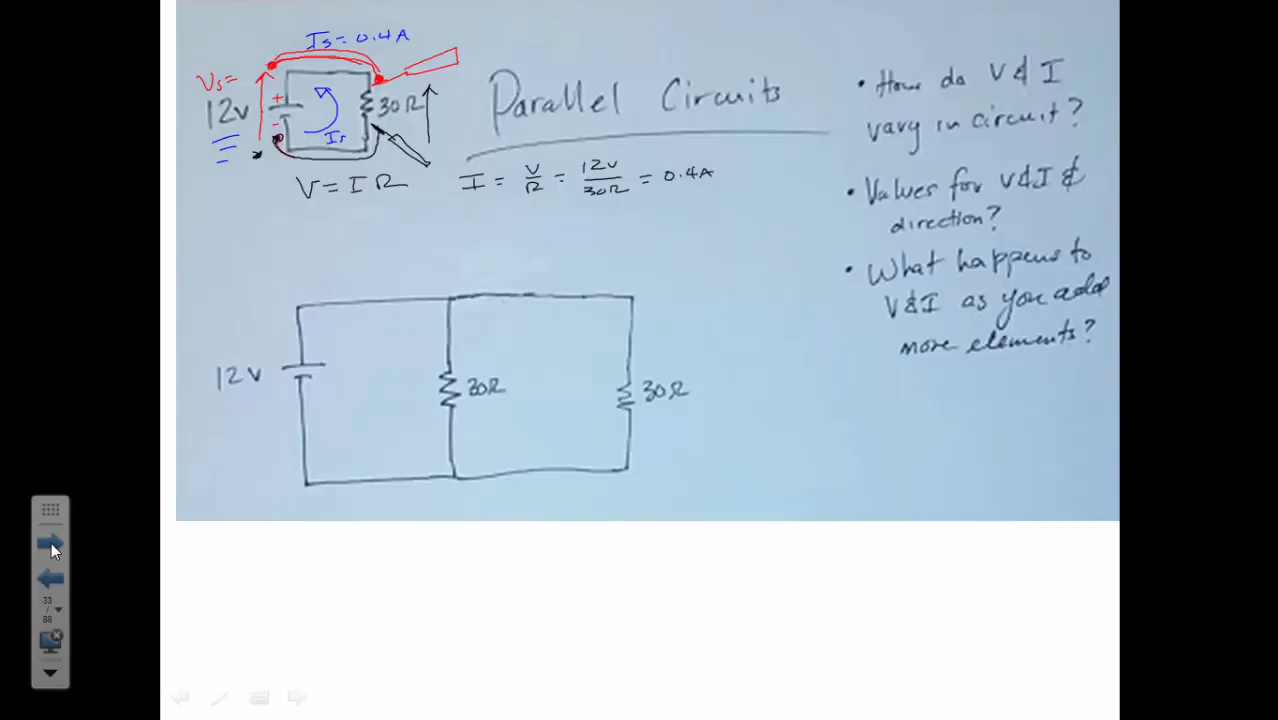 Is = 0.4A
Vs =
12v
+
-
30Ω
Is
V = I R
Parallel Circuits
I = V/R = 12v/30Ω = 0.4A
• How do V & I
vary in circuit?
• Values for V & I &
direction?
• What happens to
V & I as you add
more elements?
12v
30Ω
30Ω
33
/
88